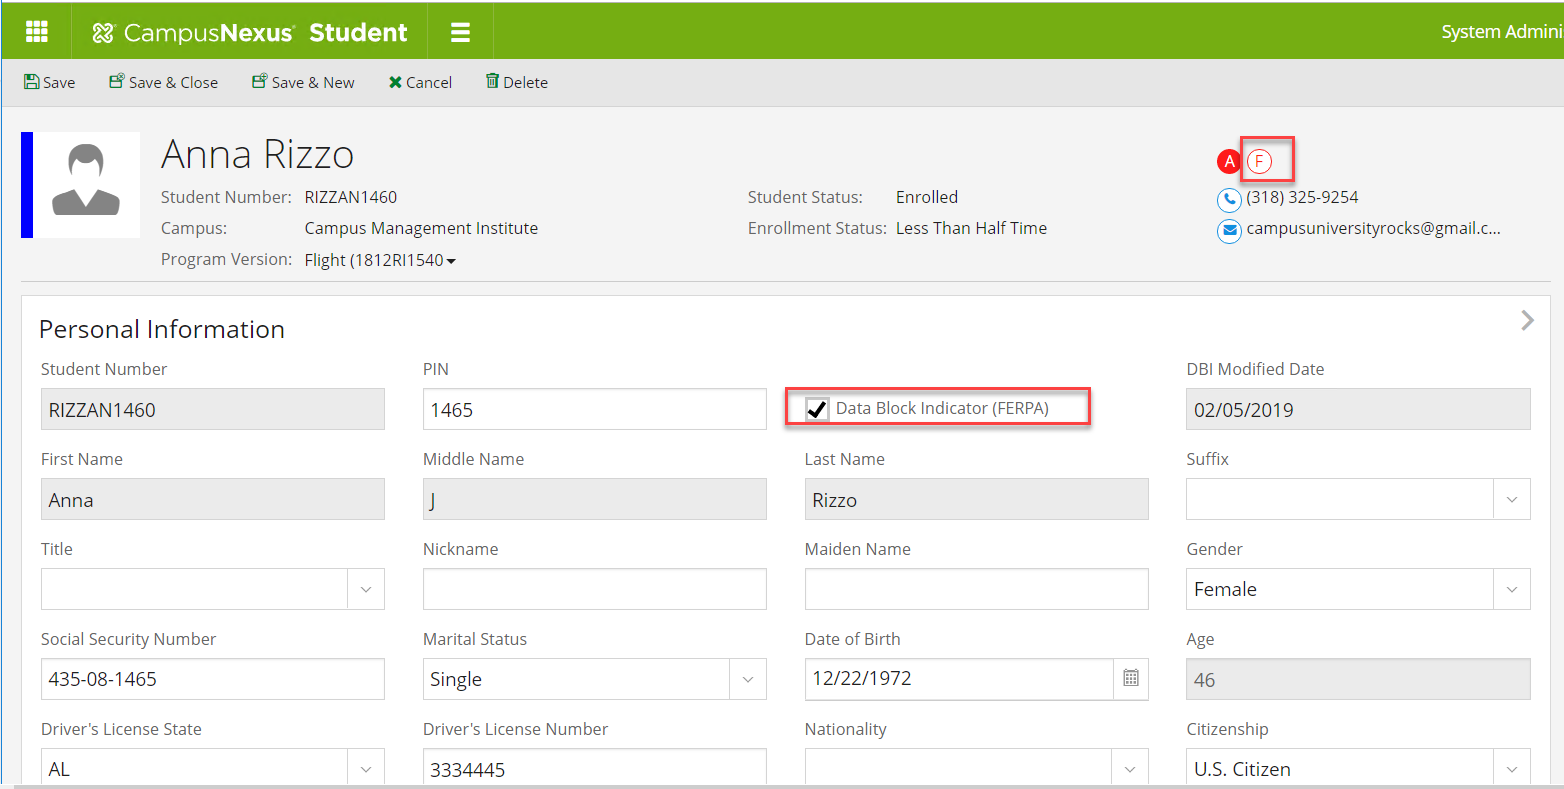 CampusNexus® Student System Admini
Save Save & Close Save & New Cancel Delete
Anna Rizzo
A F
Student Number: RIZZAN1460 Student Status: Enrolled (318) 325-9254
Campus: Campus Management Institute Enrollment Status: Less Than Half Time campusuniversityrocks@gmail.c...
Program Version: Flight (1812RI1540
Personal Information
Student Number PIN DBI Modified Date
RIZZAN1460 1465 Data Block Indicator (FERPA) 02/05/2019
First Name Middle Name Last Name Suffix
Anna J Rizzo
Title Nickname Maiden Name Gender
Female
Social Security Number Marital Status Date of Birth Age
435-08-1465 Single 12/22/1972 46
Driver's License State Driver's License Number Nationality Citizenship
AL 3334445 U.S. Citizen